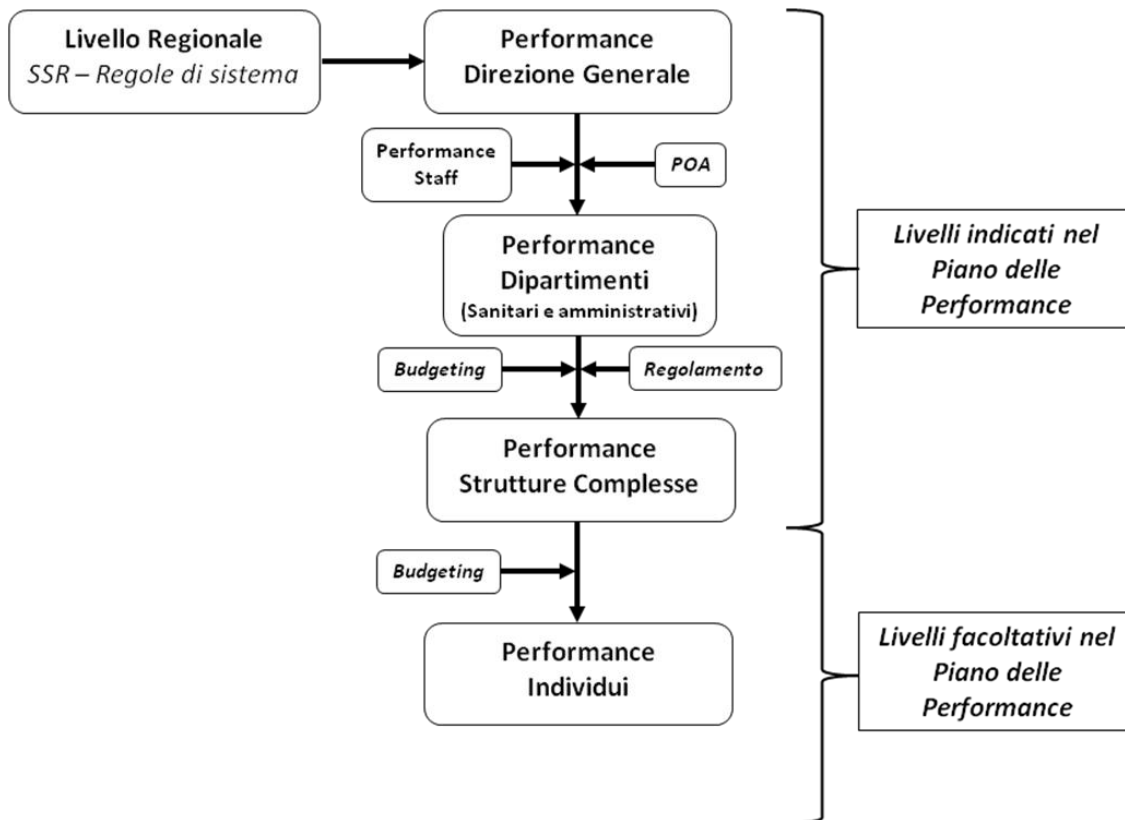 Livello Regionale
SSR – Regole di sistema
Performance
Direzione Generale
Performance
Staff
POA
Performance
Dipartimenti
(Sanitari e amministrativi)
Livelli indicati nel
Piano delle
Performance
Budgeting
Regolamento
Performance
Strutture Complesse
Budgeting
Performance
Individui
Livelli facoltativi nel
Piano delle
Performance